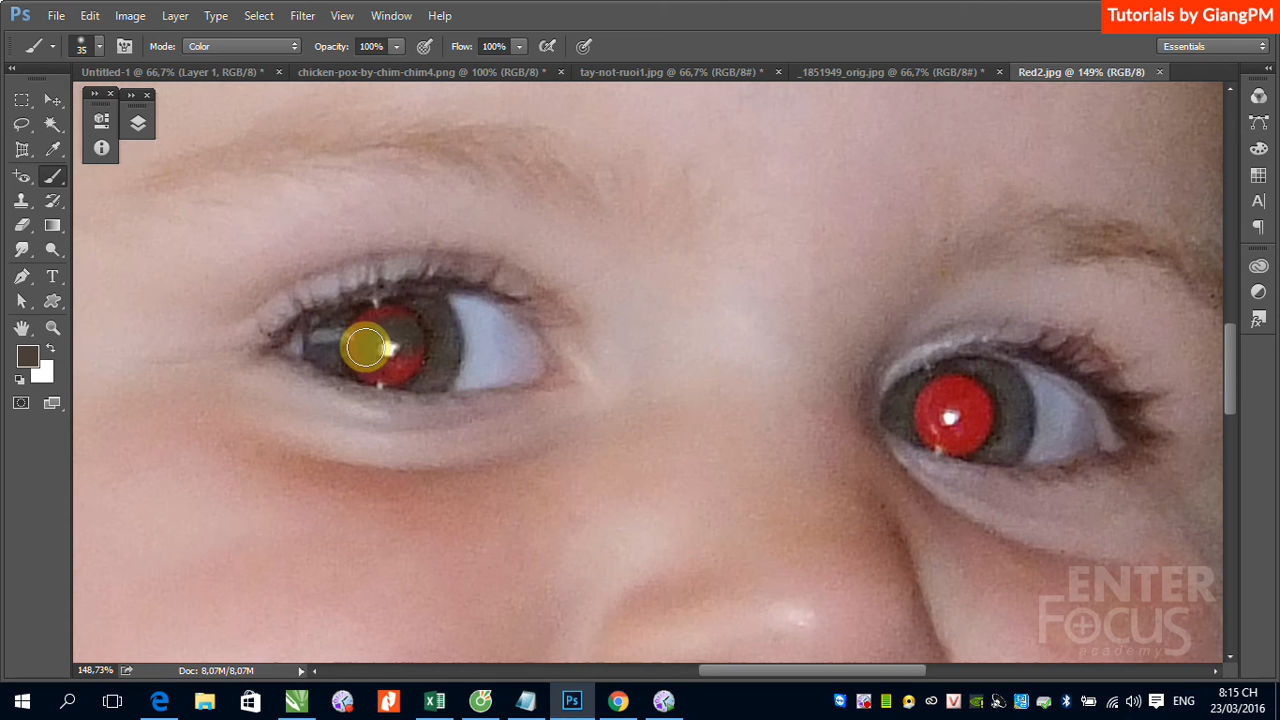 Ps File Edit Image Layer Type Select Filter View Window Help
Tutorials by GiangPM
35 Mode: Color Opacity: 100% Flow: 100% Essentials
Untitled-1 @ 66,7% (Layer 1, RGB/8) * × chicken-pox-by-chim-chim4.png @ 100% (RGB/8) * × tay-not-ruoi1.jpg @ 66,7% (RGB/8#) * × _1851949_orig.jpg @ 66,7% (RGB/8#) * × Red2.jpg @ 149% (RGB/8) ×
ENTER
FOCUS
academy
148,73% Doc: 8,07M/8,07M
ENG 8:15 CH
23/03/2016